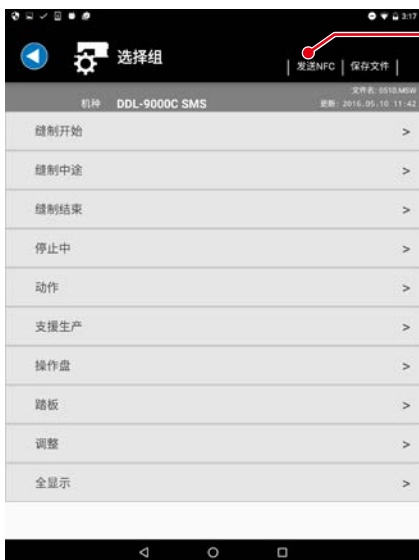 3:17
选择组
发送NFC
保存文件
机种 DDL-9000C SMS
文件名: 0510.MSW
更新: 2016.05.10 11:42
缝制开始 >
缝制中途 >
缝制结束 >
停止中 >
动作 >
支援生产 >
操作盘 >
踏板 >
调整 >
全显示 >